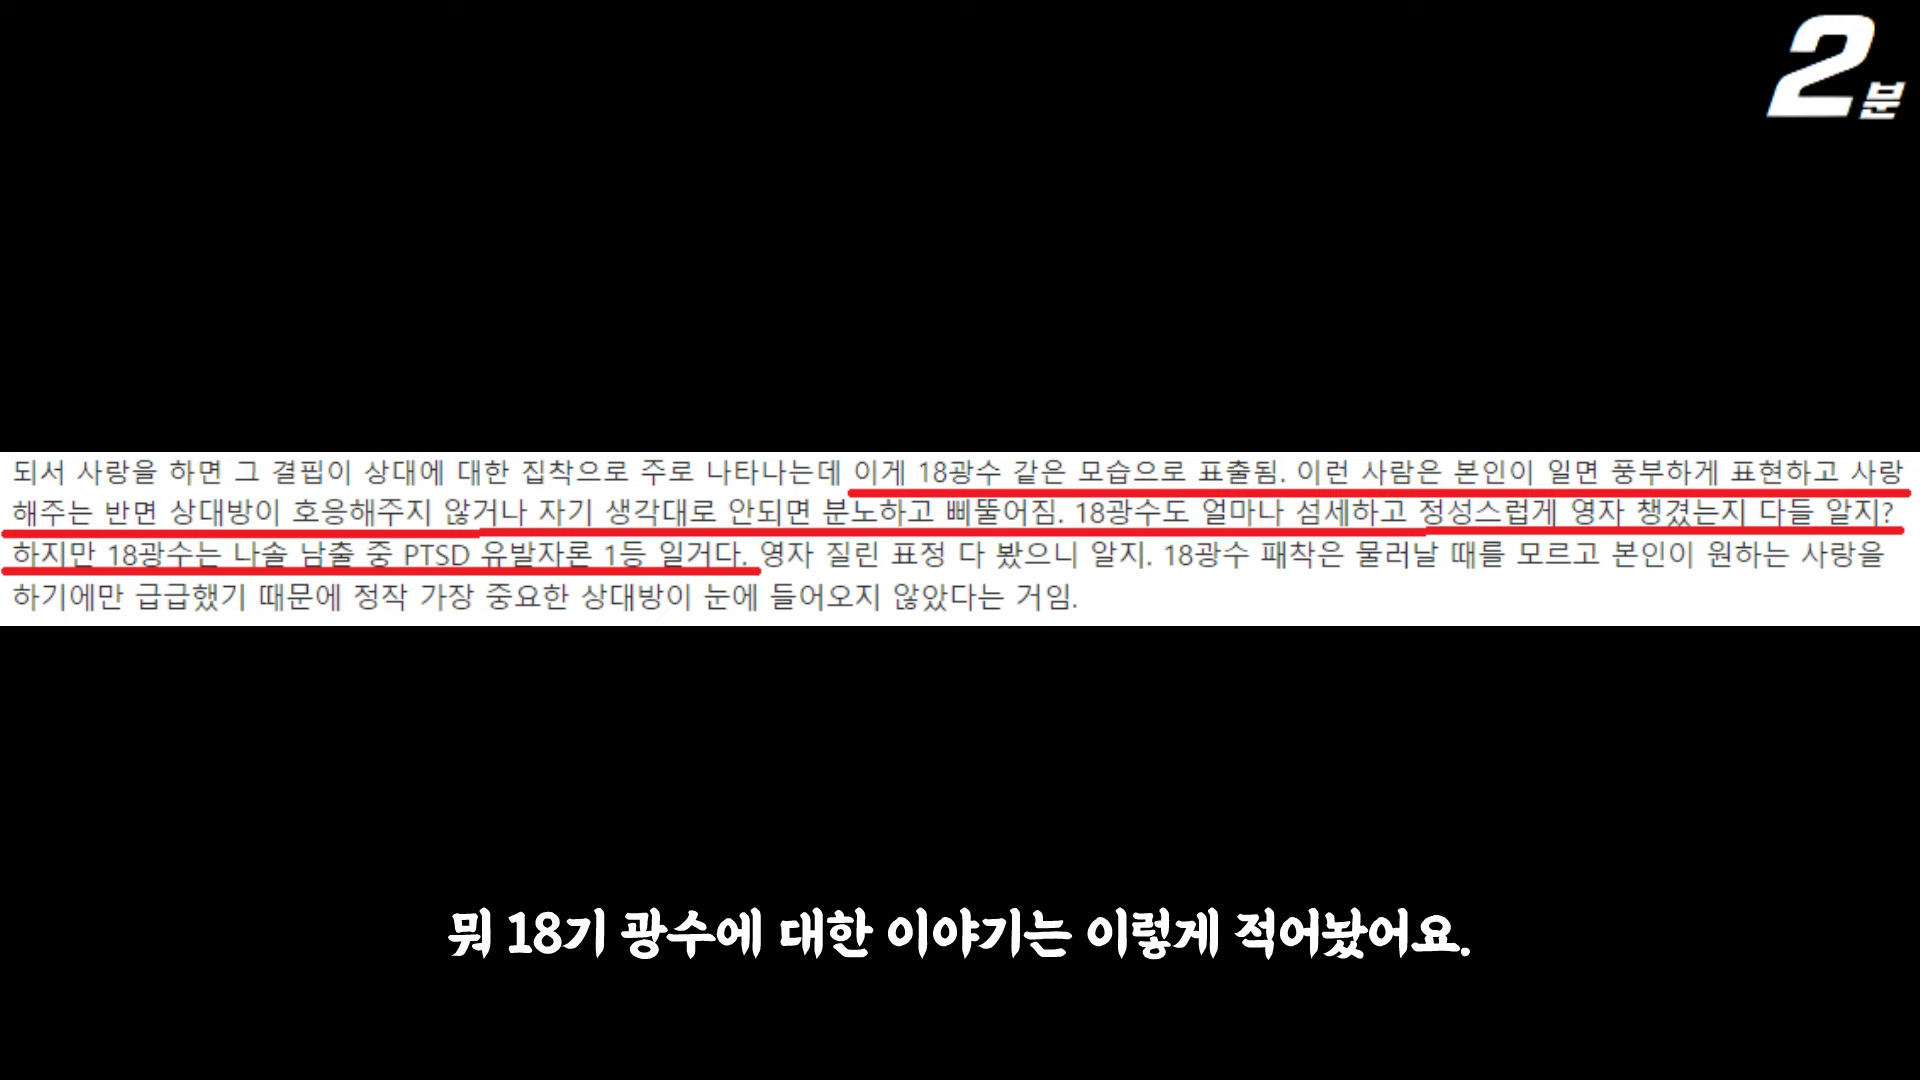 2분
되서 사랑을 하면 그 결핍이 상대에 대한 집착으로 주로 나타나는데 이게 18광수 같은 모습으로 표출됨. 이런 사람은 본인이 일면 풍부하게 표현하고 사랑
해주는 반면 상대방이 호응해주지 않거나 자기 생각대로 안되면 분노하고 삐뚤어짐. 18광수도 얼마나 섬세하고 정성스럽게 영자 챙겼는지 다들 알지?
하지만 18광수는 나솔 남출 중 PTSD 유발자론 1등 일거다. 영자 질린 표정 다 봤으니 알지. 18광수 패착은 물러날 때를 모르고 본인이 원하는 사랑을
하기에만 급급했기 때문에 정작 가장 중요한 상대방이 눈에 들어오지 않았다는 거임.
뭐 18기 광수에 대한 이야기는 이렇게 적어놨어요.